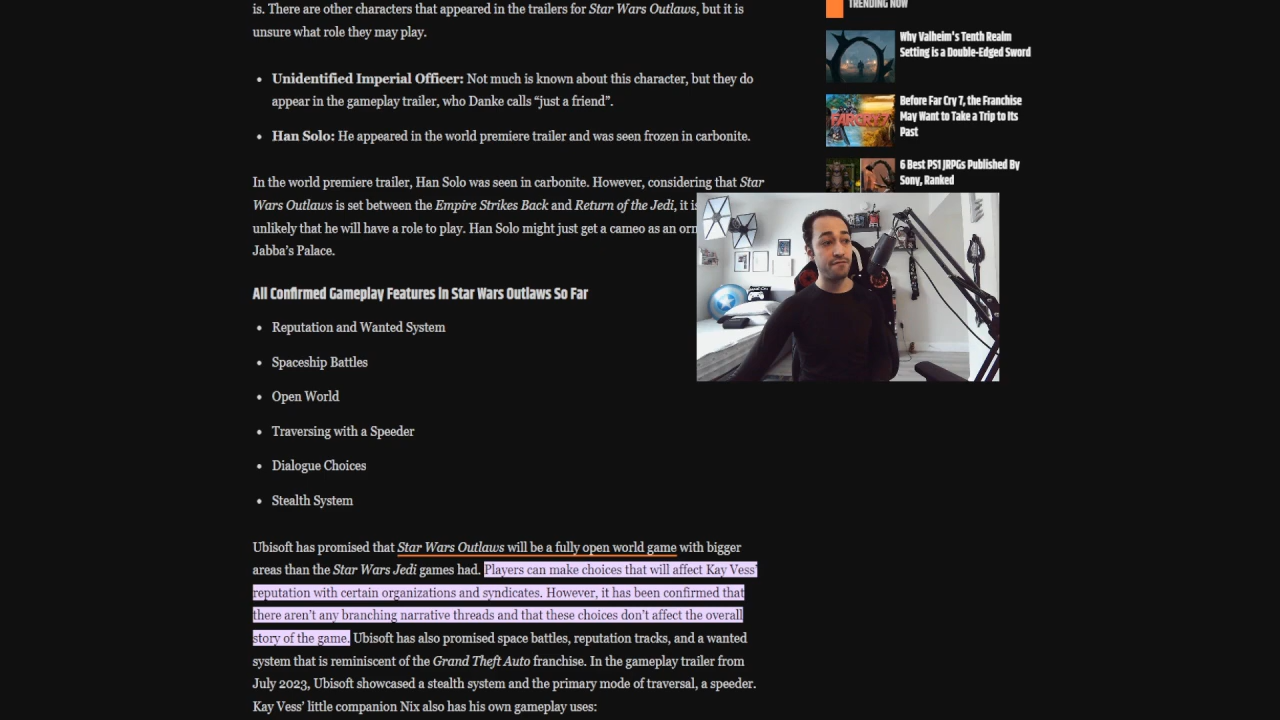 is. There are other characters that appeared in the trailers for Star Wars Outlaws, but it is
unsure what role they may play.
• Unidentified Imperial Officer: Not much is known about this character, but they do
appear in the gameplay trailer, who Danke calls “just a friend”.
• Han Solo: He appeared in the world premiere trailer and was seen frozen in carbonite.
In the world premiere trailer, Han Solo was seen in carbonite. However, considering that Star
Wars Outlaws is set between the Empire Strikes Back and Return of the Jedi, it is
unlikely that he will have a role to play. Han Solo might just get a cameo as an
Jabba’s Palace.
All Confirmed Gameplay Features in Star Wars Outlaws So Far
• Reputation and Wanted System
• Spaceship Battles
• Open World
• Traversing with a Speeder
• Dialogue Choices
• Stealth System
Ubisoft has promised that Star Wars Outlaws will be a fully open world game with bigger
areas than the Star Wars Jedi games had. Players can make choices that will affect Kay Vess’
reputation with certain organizations and syndicates. However, it has been confirmed that
there aren’t any branching narrative threads and that these choices don’t affect the overall
story of the game. Ubisoft has also promised space battles, reputation tracks, and a wanted
system that is reminiscent of the Grand Theft Auto franchise. In the gameplay trailer from
July 2023, Ubisoft showcased a stealth system and the primary mode of traversal, a speeder.
Kay Vess’ little companion Nix also has his own gameplay uses:
TRENDING NOW
Why Valheim's Tenth Realm
Setting is a Double-Edged Sword
FARCRY 7
Before Far Cry 7, the Franchise
May Want to Take a Trip to Its
Past
6 Best PS1 JRPGs Published By
Sony, Ranked